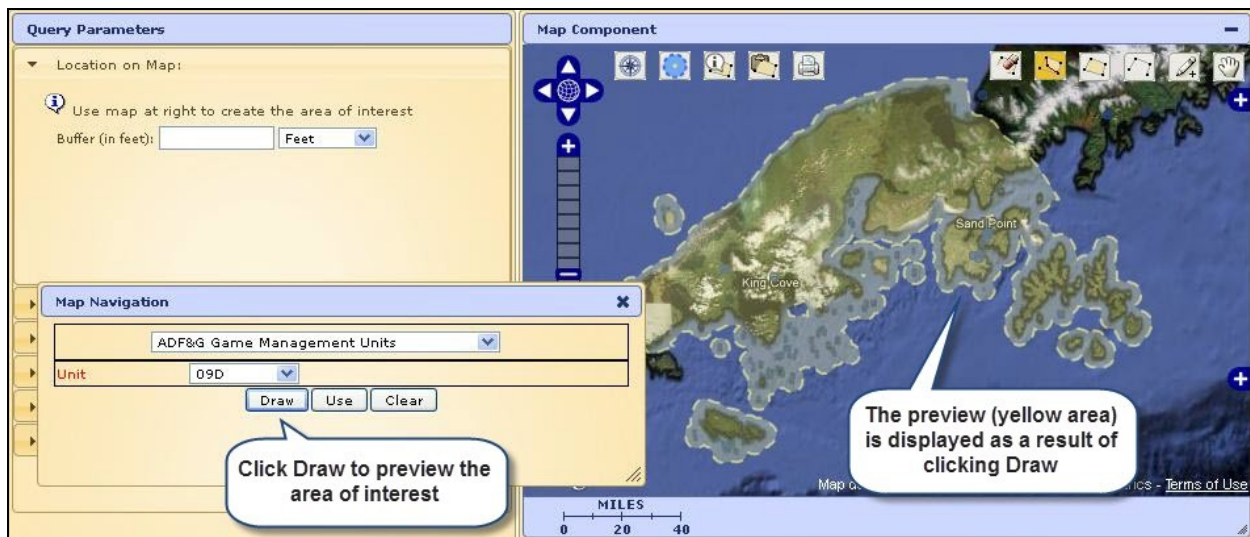 Query Parameters
Location on Map:
Use map at right to create the area of interest
Buffer (in feet):
Feet
Map Navigation
ADF&G Game Management Units
Unit
09D
Draw
Use
Clear
Click Draw to preview the
area of interest
Map Component
Sand Point
King Cove
The preview (yellow area)
is displayed as a result of
clicking Draw
Map
- Terms of Use
MILES
0 20 40